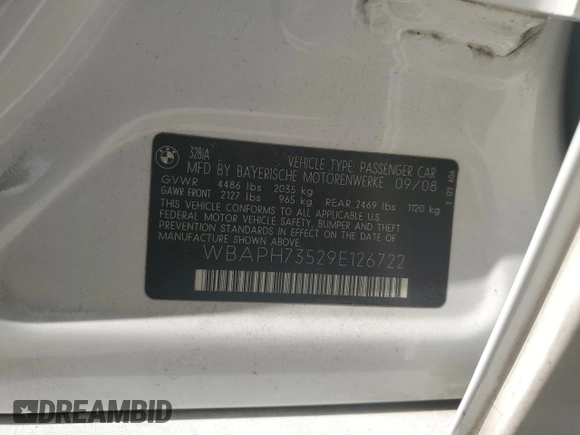 BMW
328iA
VEHICLE TYPE: PASSENGER CAR
MFD BY BAYERISCHE MOTORENWERKE 09/08
GVWR 4486 lbs 2035 kg
GAWR FRONT 2127 lbs 965 kg REAR 2469 lbs 1120 kg
THIS VEHICLE CONFORMS TO ALL APPLICABLE U.S.
FEDERAL MOTOR VEHICLE SAFETY, BUMPER AND THEFT
PREVENTION STANDARDS IN EFFECT ON THE DATE OF
MANUFACTURE SHOWN ABOVE.
WBAPH73529E126722
DREAMBID